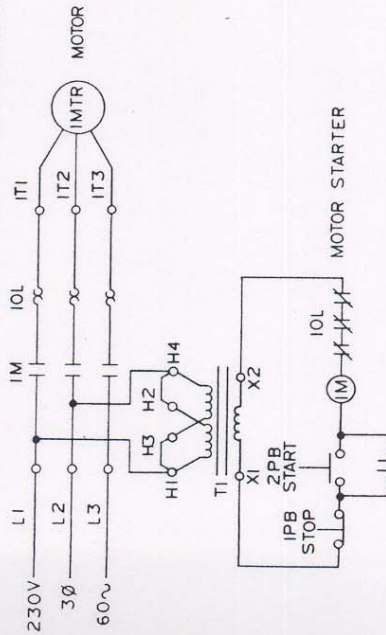 L1 1M 1OL 1T1
230V MOTOR
L2 1T2 1MTR
3Ø
L3 1T3
60~
H1 H3 H2 H4
T1
X1 X2
2PB
START
1PB
STOP
1M
1OL
MOTOR STARTER